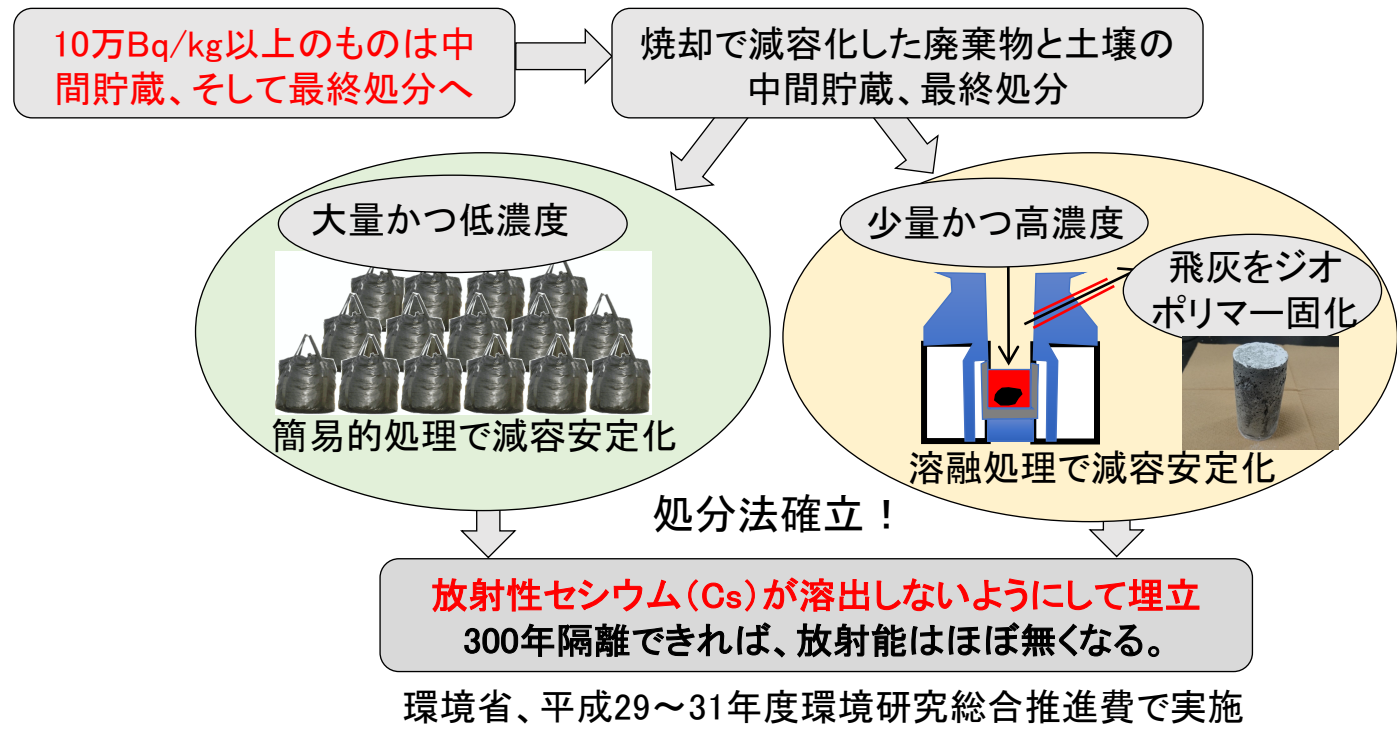 10万Bq/kg以上のものは中
間貯蔵、そして最終処分へ
焼却で減容化した廃棄物と土壌の
中間貯蔵、最終処分
大量かつ低濃度
簡易的処理で減容安定化
少量かつ高濃度
飛灰をジオ
ポリマー固化
溶融処理で減容安定化
処分法確立！
放射性セシウム（Cs）が溶出しないようにして埋立
300年隔離できれば、放射能はほぼ無くなる。
環境省、平成29～31年度環境研究総合推進費で実施